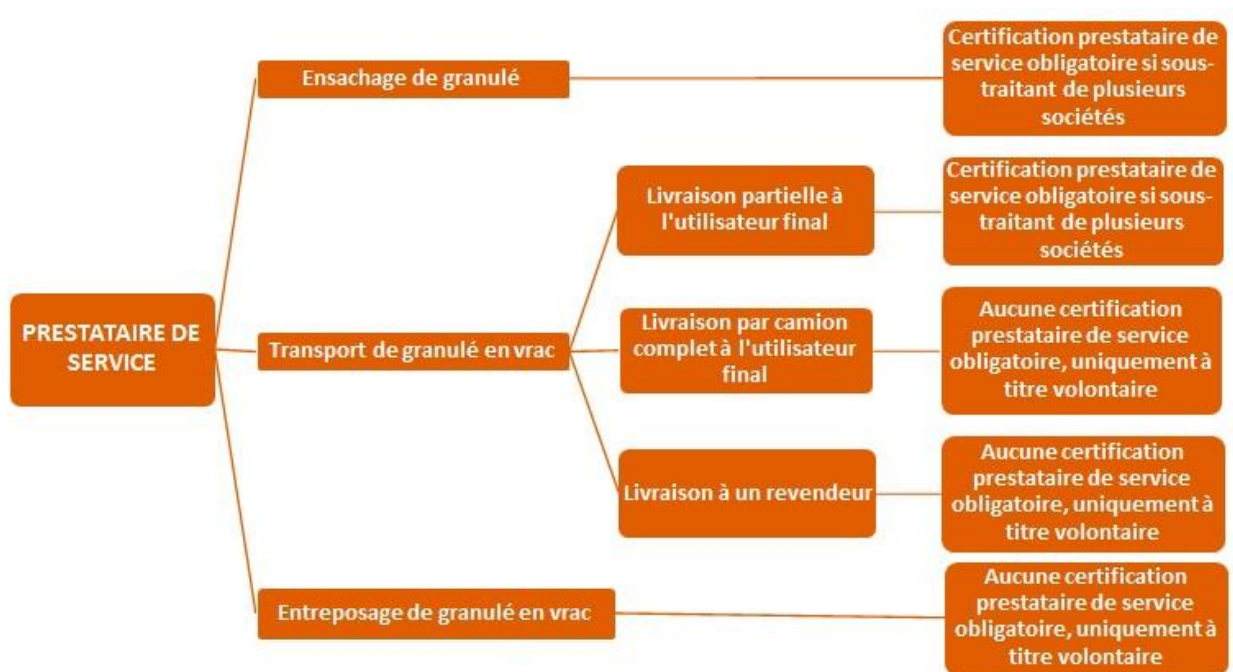 Ensachage de granulé
Certification prestataire de
service obligatoire si sous-
traitant de plusieurs
sociétés
Livraison partielle à
l'utilisateur final
Certification prestataire de
service obligatoire si sous-
traitant de plusieurs
sociétés
PRESTATAIRE DE
SERVICE
Transport de granulé en vrac
Livraison par camion
complet à l'utilisateur
final
Aucune certification
prestataire de service
obligatoire, uniquement à
titre volontaire
Livraison à un revendeur
Aucune certification
prestataire de service
obligatoire, uniquement à
titre volontaire
Entreposage de granulé en vrac
Aucune certification
prestataire de service
obligatoire, uniquement à
titre volontaire